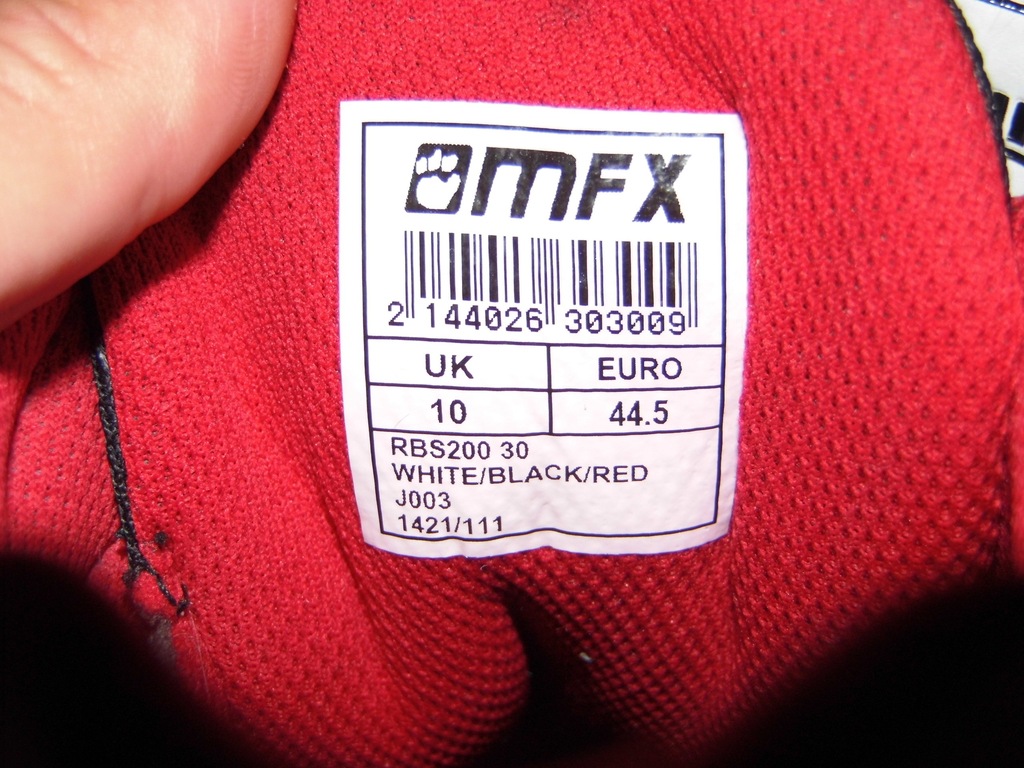 MFX
2 144026 303009
UK EURO
10 44.5
RBS200 30
WHITE/BLACK/RED
J003
1421/111